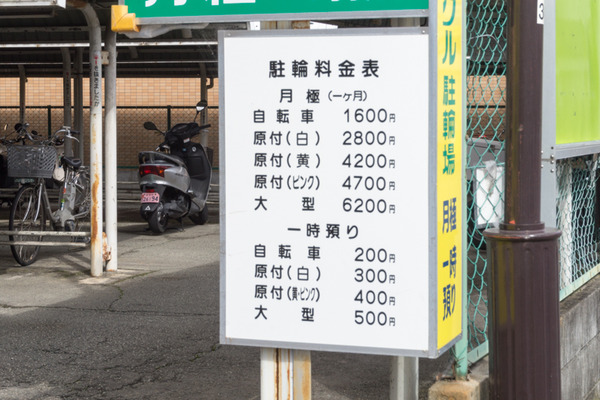 駐輪料金表
月極(一ヶ月)
自転車 1600円
原付(白) 2800円
原付(黄) 4200円
原付(ピンク) 4700円
大型 6200円
一時預り
自転車 200円
原付(白) 300円
原付(黄・ピンク) 400円
大型 500円
クル駐輪場 月極 一時預り
3